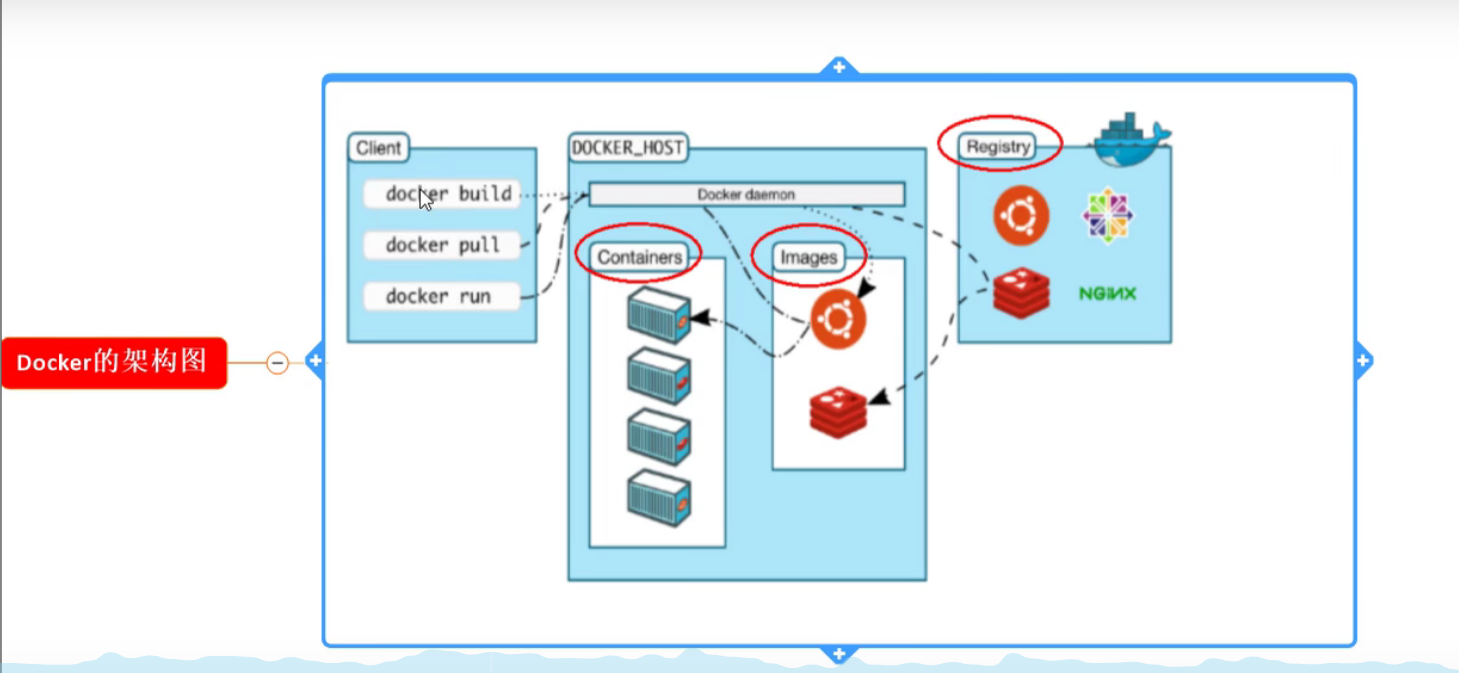 Docker的架构图
Client
docker build
docker pull
docker run
DOCKER_HOST
Docker daemon
Containers
Images
Registry
NGINX